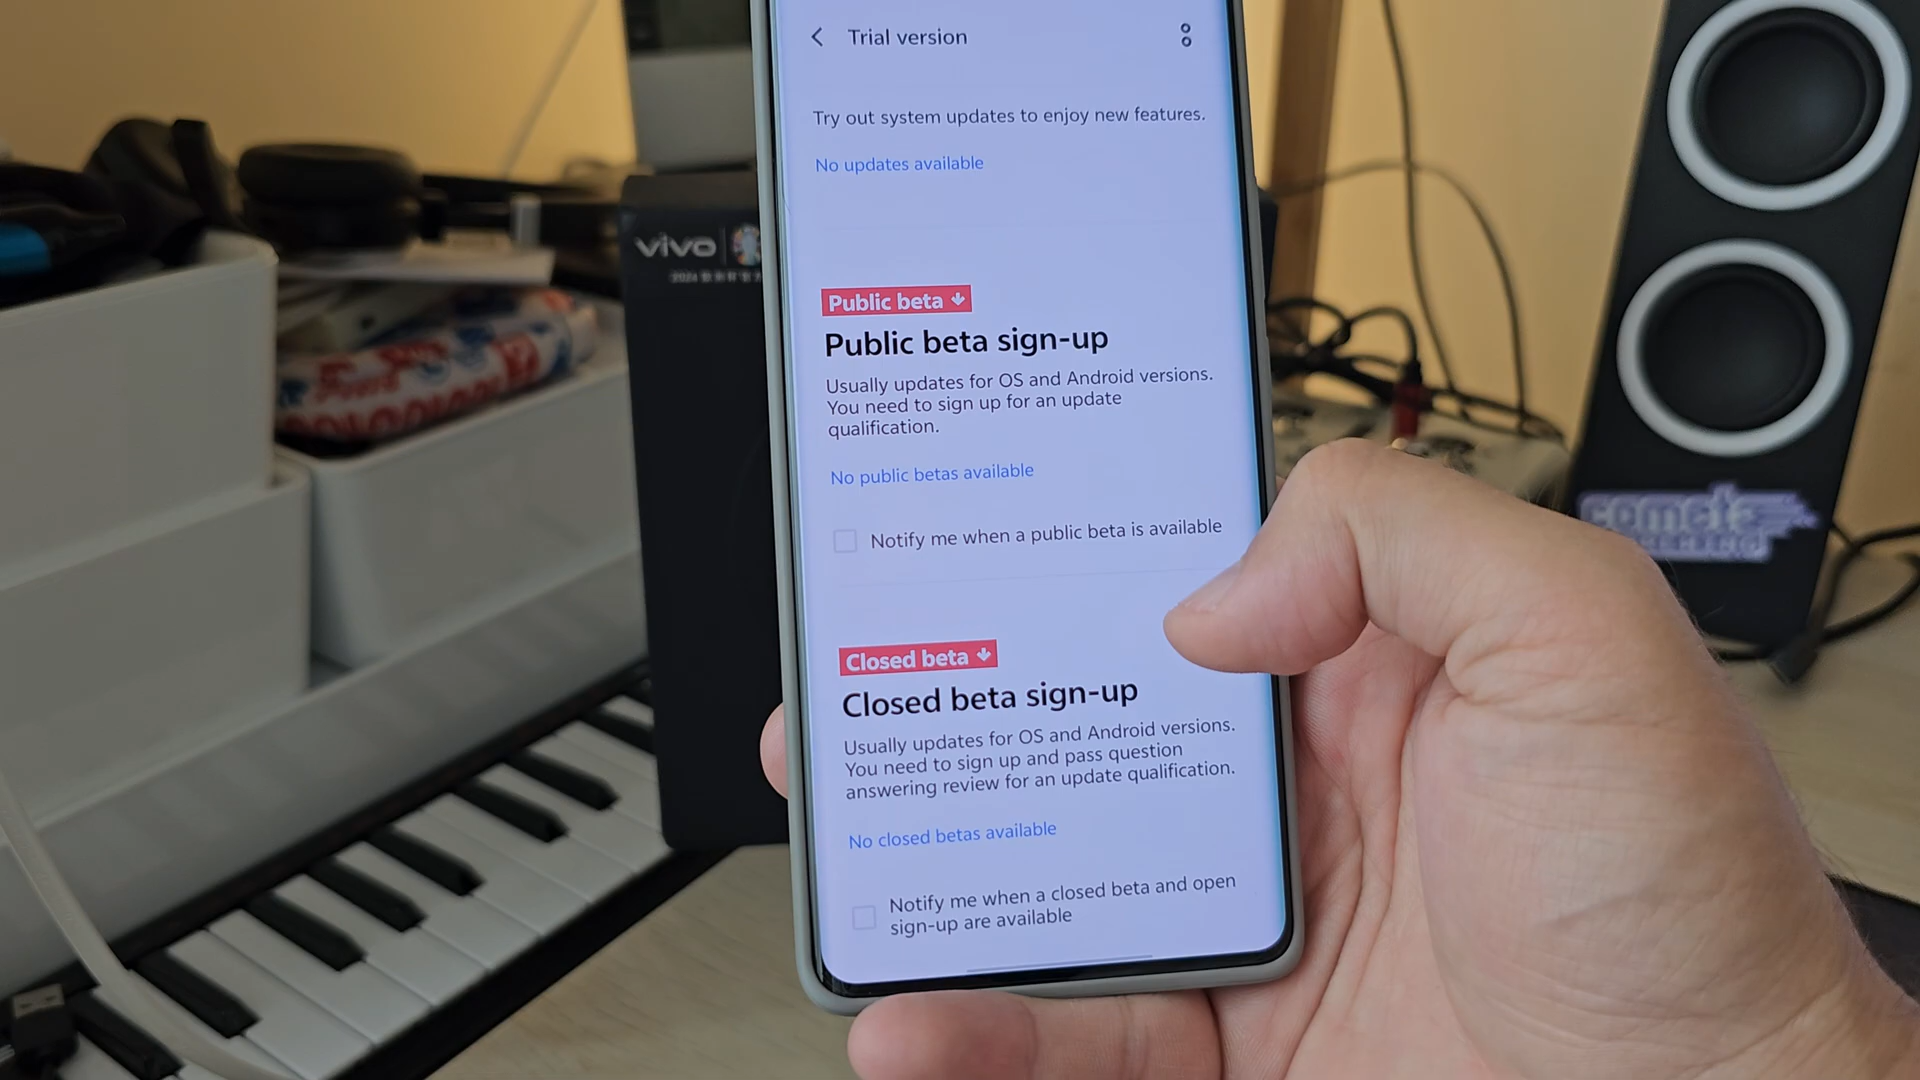 Trial version
Try out system updates to enjoy new features.
No updates available
vivo
Public beta
Public beta sign-up
Usually updates for OS and Android versions.
You need to sign up for an update
qualification.
No public betas available
Notify me when a public beta is available
Closed beta
Closed beta sign-up
Usually updates for OS and Android versions.
You need to sign up and pass question
answering review for an update qualification.
No closed betas available
Notify me when a closed beta and open
sign-up are available